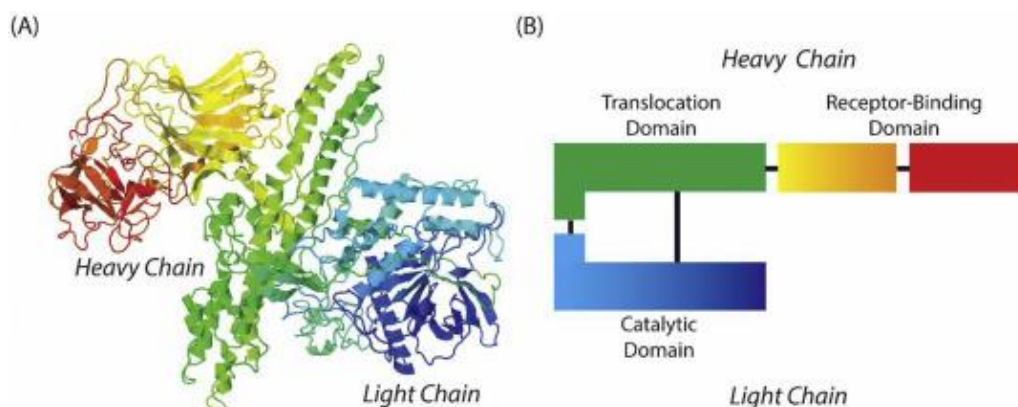 (A)
Heavy Chain
Light Chain
(B)
Heavy Chain
Translocation
Domain
Receptor-Binding
Domain
Catalytic
Domain
Light Chain